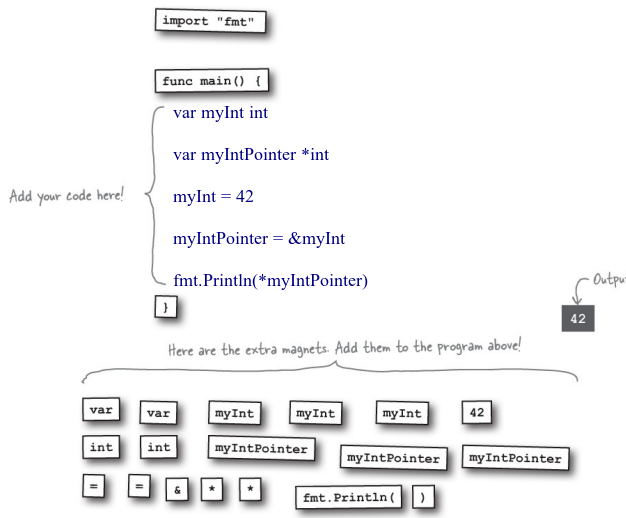 import "fmt"
func main() {
var myInt int
var myIntPointer *int
Add your code here!
myInt = 42
myIntPointer = &myInt
fmt.Println(*myIntPointer)
}
42
Here are the extra magnets. Add them to the program above!
var var myInt myInt myInt 42
int int myIntPointer myIntPointer myIntPointer
= = & * * fmt.Println( )